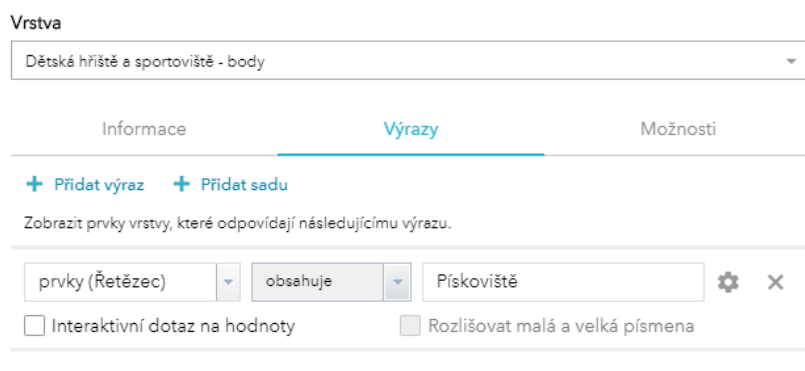 Vrstva
Dětská hřiště a sportoviště - body
Informace Výrazy Možnosti
+ Přidat výraz + Přidat sadu
Zobrazit prvky vrstvy, které odpovídají následujícímu výrazu.
prvky (Řetězec) obsahuje Pískoviště
Interaktivní dotaz na hodnoty Rozlišovat malá a velká písmena